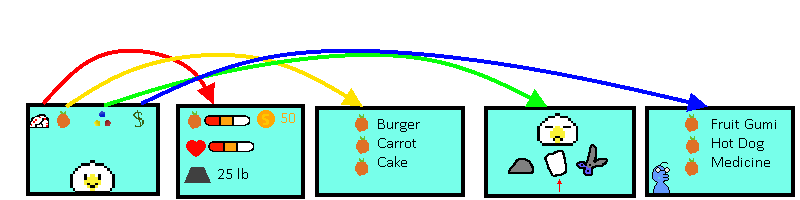 $
50
25 lb
Burger
Carrot
Cake
Fruit Gumi
Hot Dog
Medicine